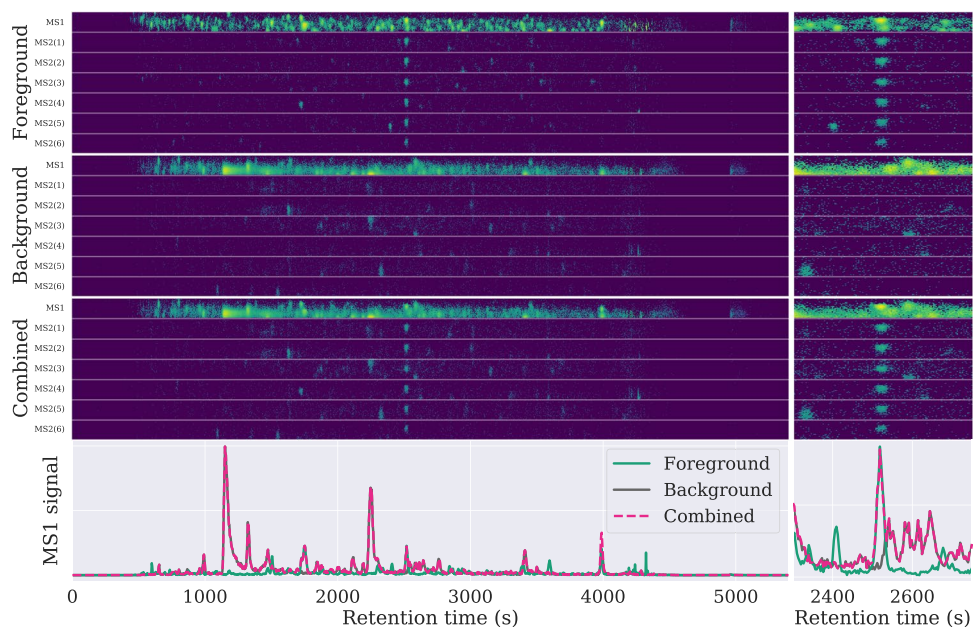 Foreground
MS1
MS2(1)
MS2(2)
MS2(3)
MS2(4)
MS2(5)
MS2(6)
Background
MS1
MS2(1)
MS2(2)
MS2(3)
MS2(4)
MS2(5)
MS2(6)
Combined
MS1
MS2(1)
MS2(2)
MS2(3)
MS2(4)
MS2(5)
MS2(6)
MS1 signal
Foreground
Background
Combined
0 1000 2000 3000 4000 5000
2400 2600
Retention time (s)
Retention time (s)